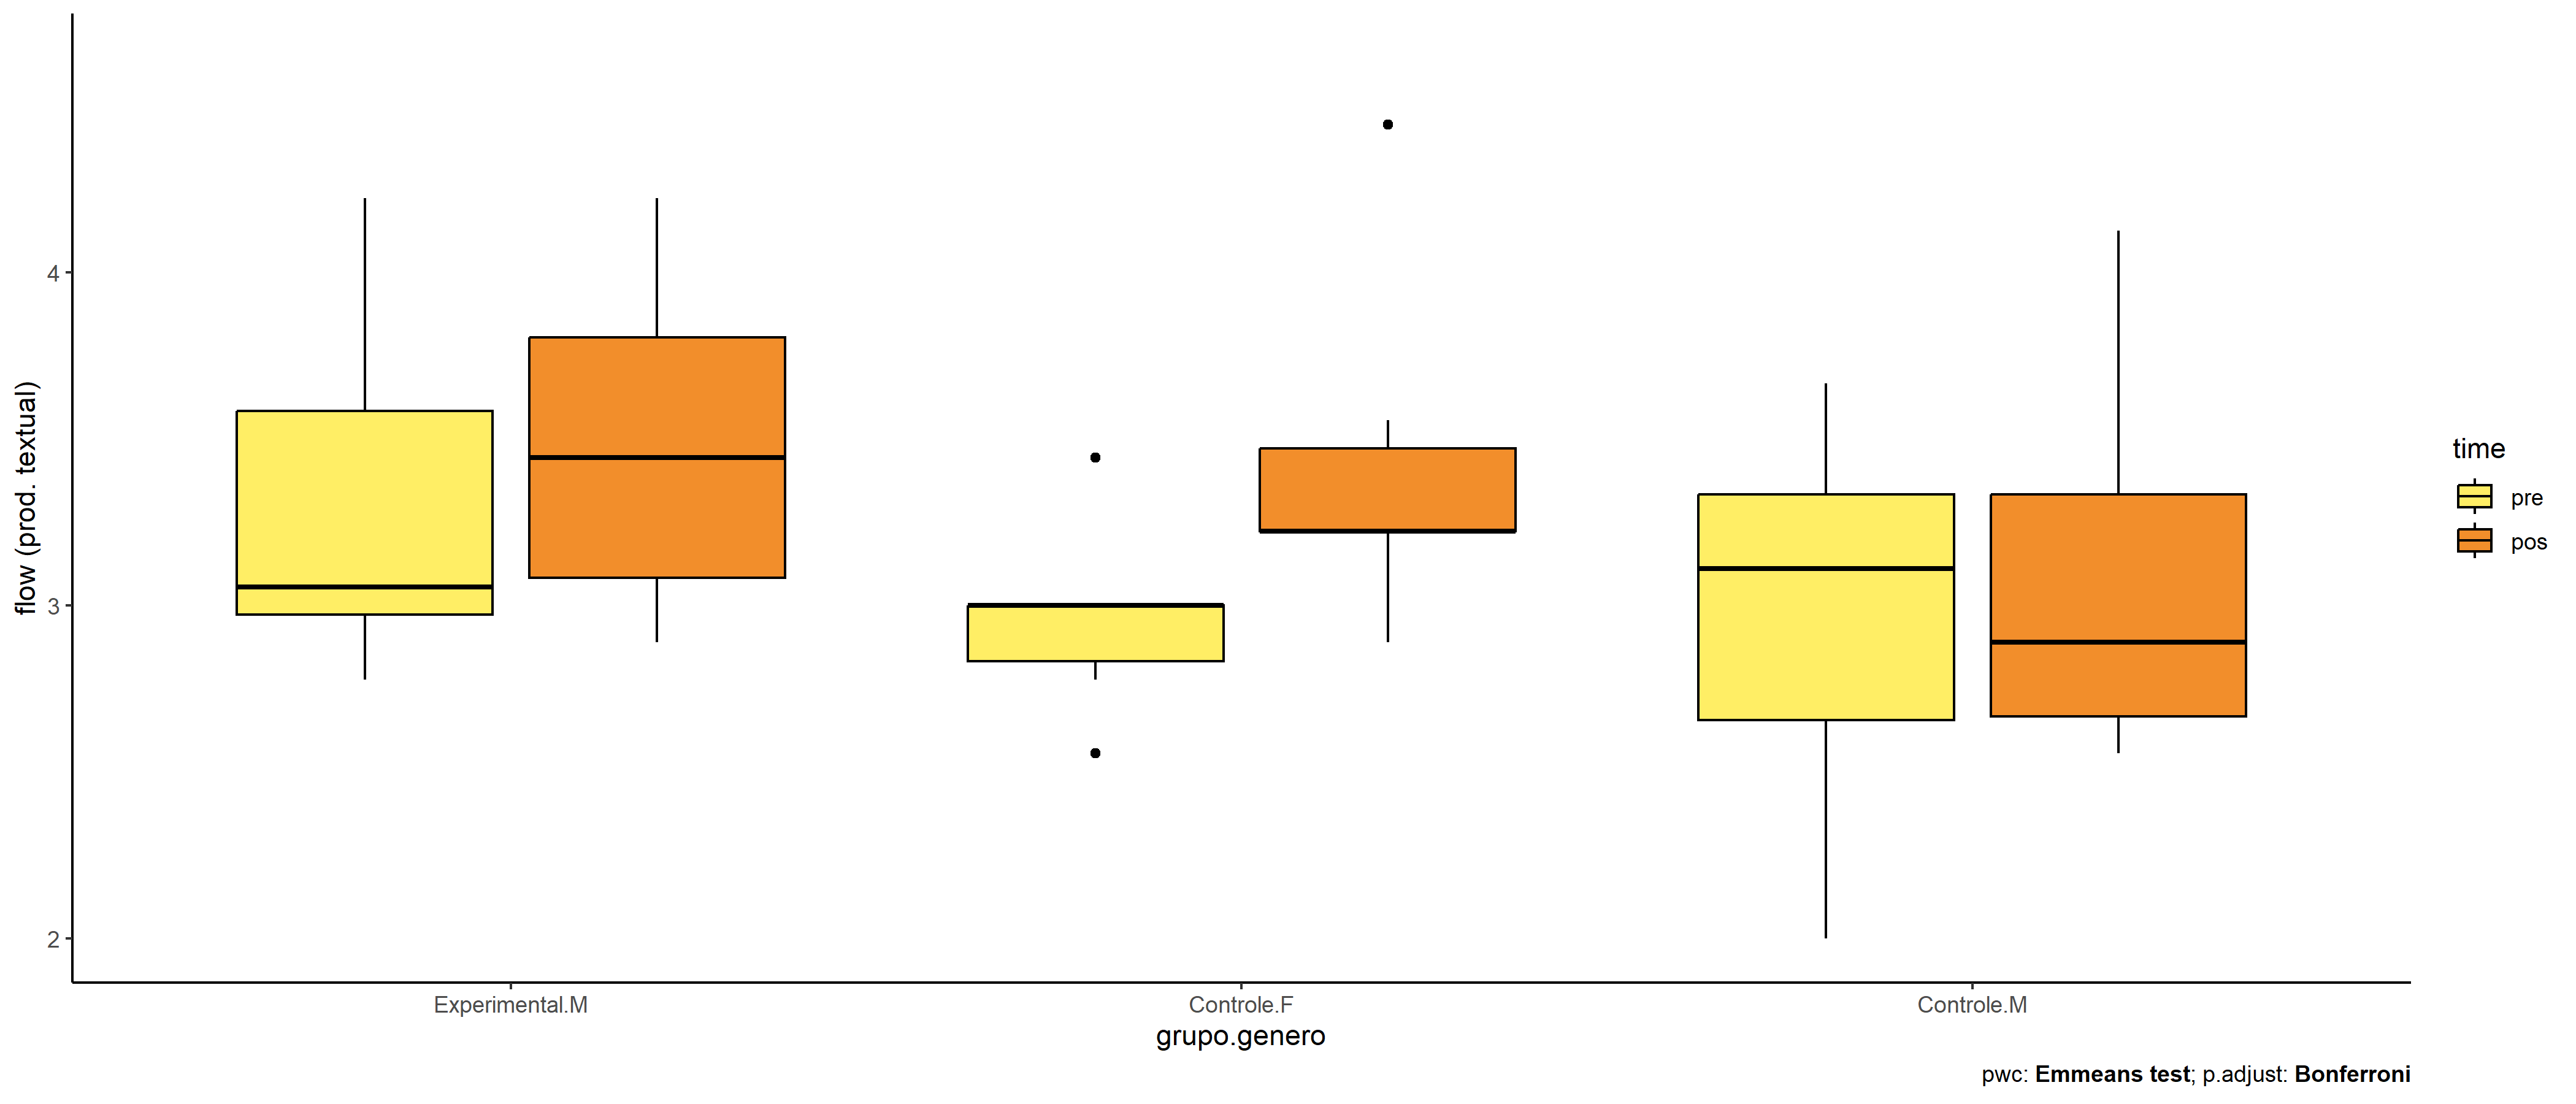 flow (prod. textual)
4
3
2
Experimental.M
Controle.F
Controle.M
grupo.genero
time
pre
pos
pwc: Emmeans test; p.adjust: Bonferroni